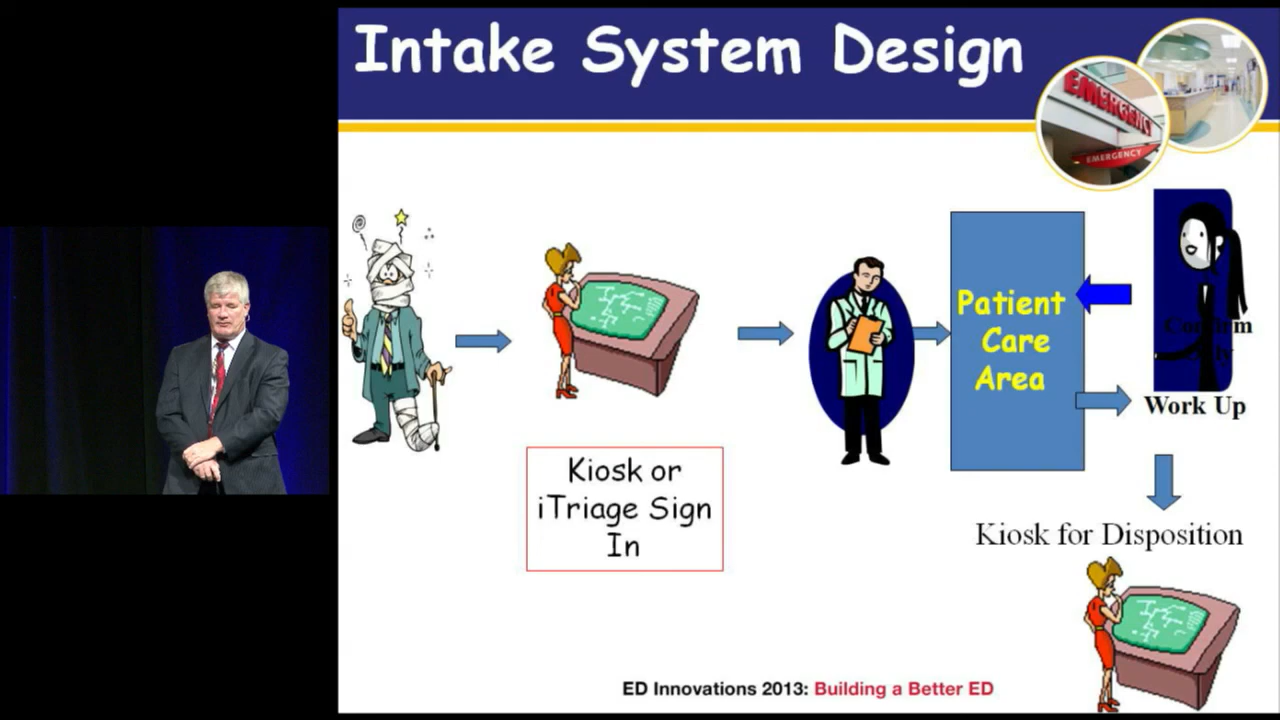 Intake System Design
EMERGENC
EMERGENCY
Patient
Care
Area
Work Up
Kiosk or
iTriage Sign
In
Kiosk for Disposition
ED Innovations 2013: Building a Better ED